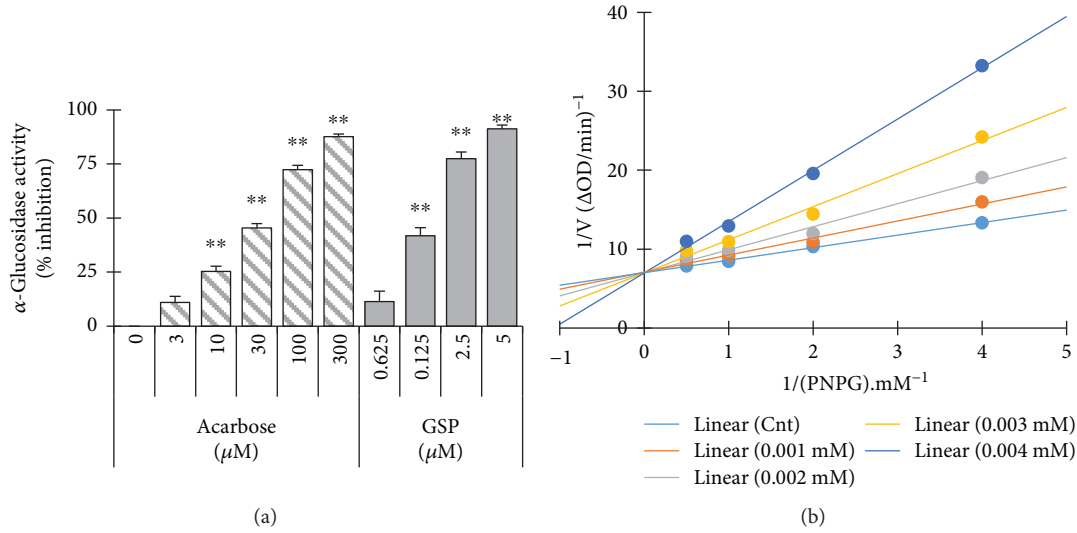 α-Glucosidase activity
(% inhibition)
100
75
50
25
0
**
**
**
**
**
**
**
0
3
10
30
100
300
0.625
0.125
2.5
5
Acarbose
(μM)
GSP
(μM)
(a)
1/V (ΔOD/min)⁻¹
40
30
20
10
0
−1
0
1
2
3
4
5
1/(PNPG).mM⁻¹
Linear (Cnt)
Linear (0.001 mM)
Linear (0.002 mM)
Linear (0.003 mM)
Linear (0.004 mM)
(b)